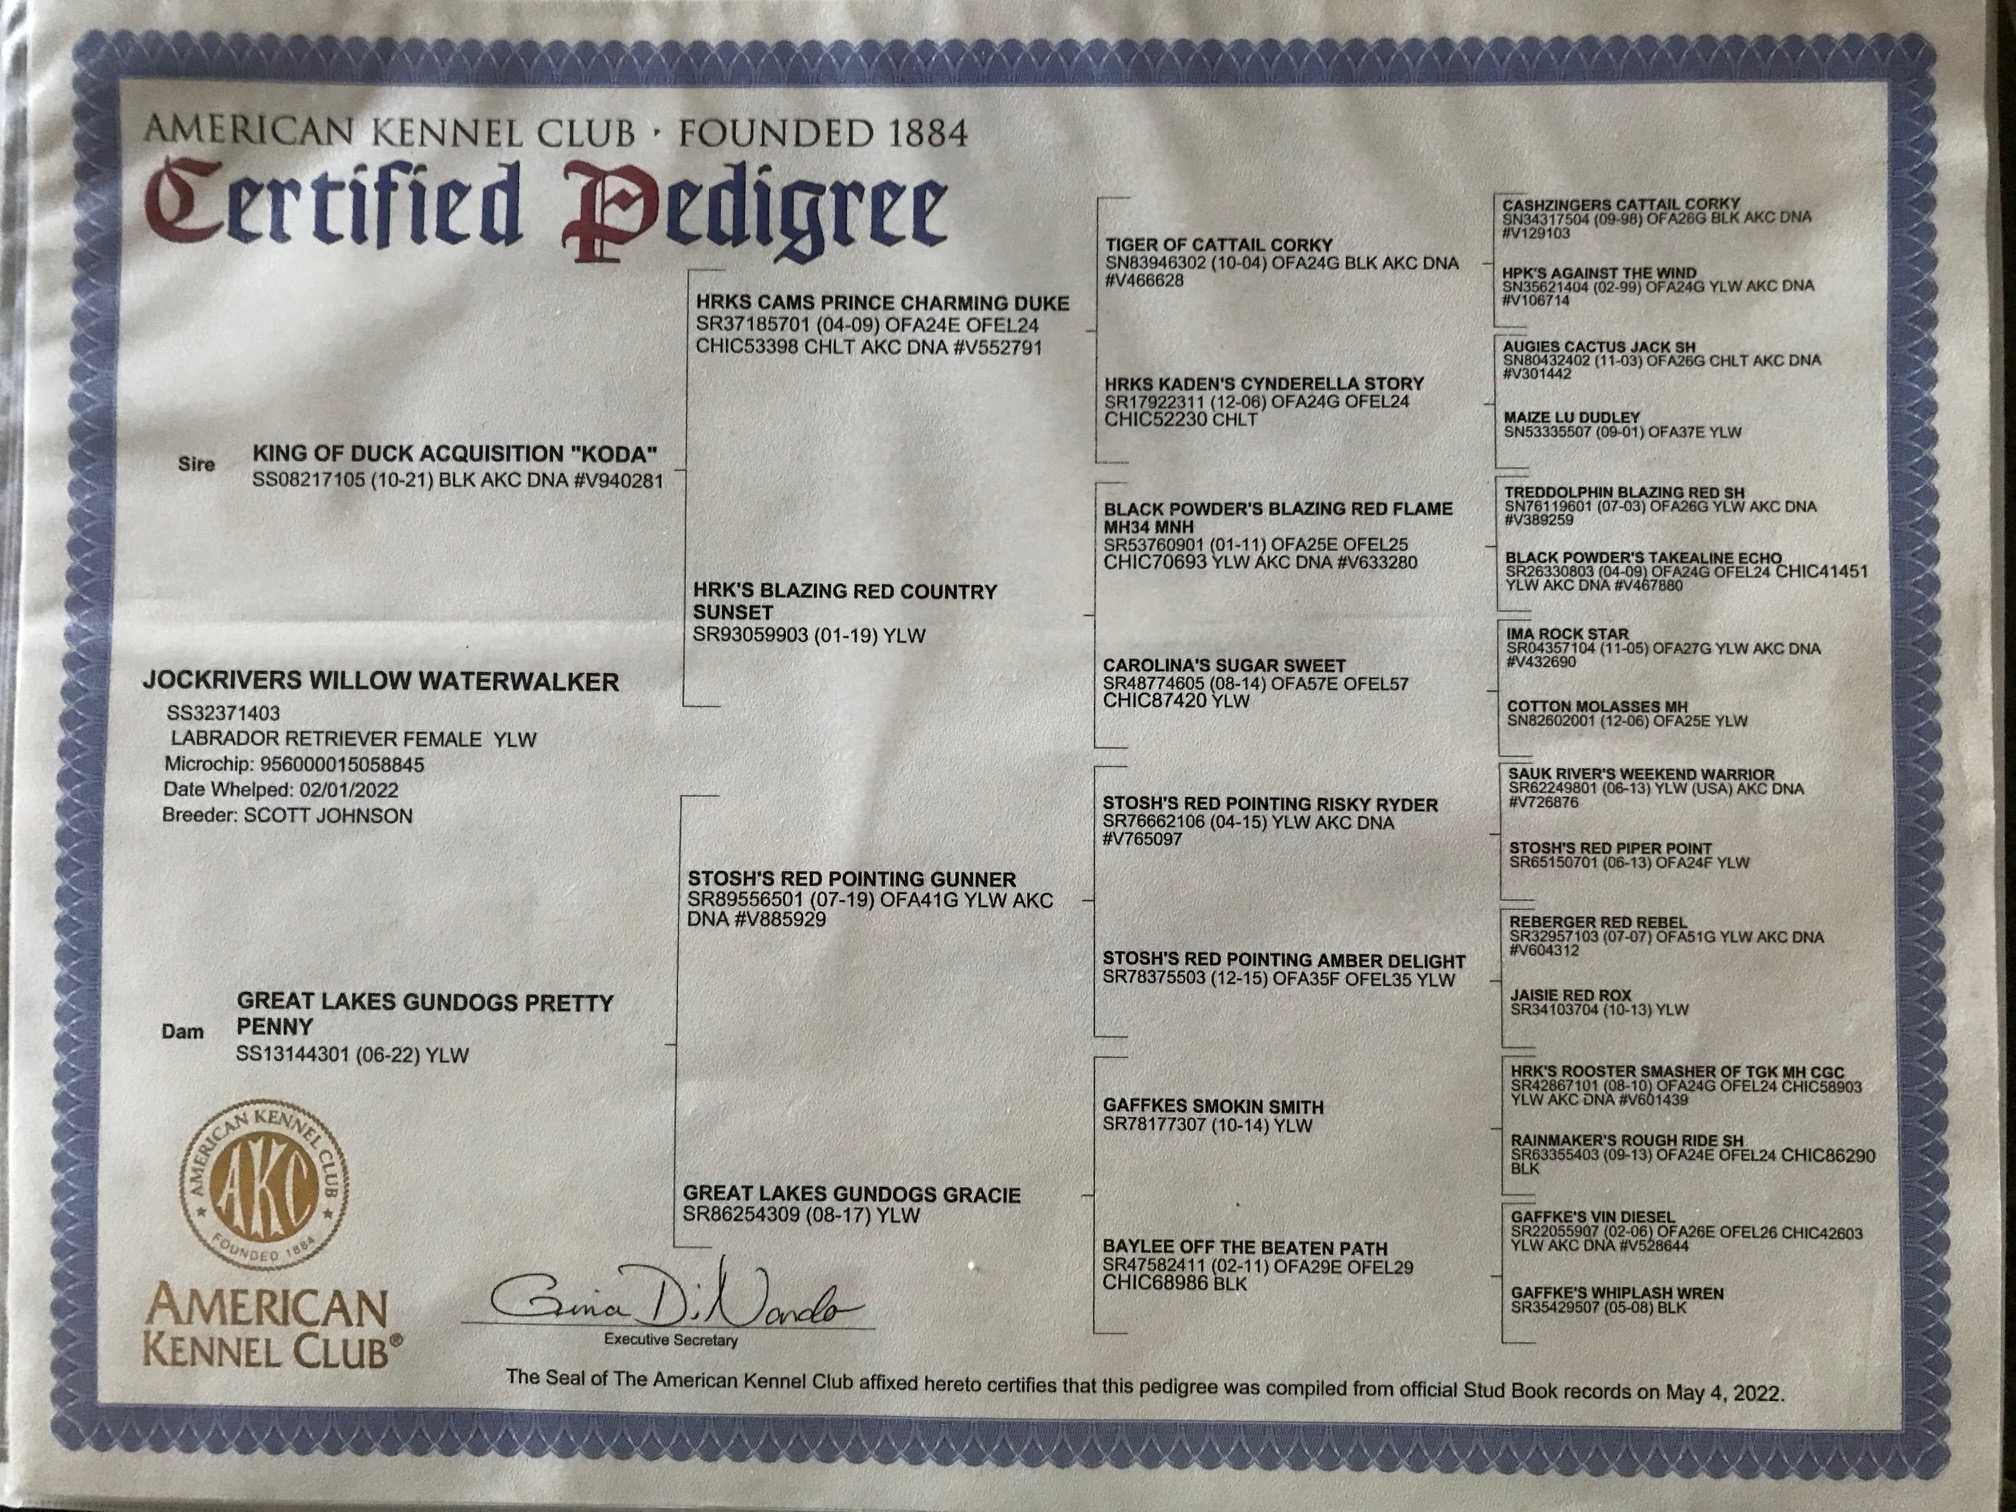 AMERICAN KENNEL CLUB · FOUNDED 1884
Certified Pedigree
Sire
KING OF DUCK ACQUISITION "KODA"
SS08217105 (10-21) BLK AKC DNA #V940281
JOCKRIVERS WILLOW WATERWALKER
SS32371403
LABRADOR RETRIEVER FEMALE YLW
Microchip: 956000015058845
Date Whelped: 02/01/2022
Breeder: SCOTT JOHNSON
Dam
GREAT LAKES GUNDOGS PRETTY
PENNY
SS13144301 (06-22) YLW
HRKS CAMS PRINCE CHARMING DUKE
SR37185701 (04-09) OFA24E OFEL24
CHIC53398 CHLT AKC DNA #V552791
HRK'S BLAZING RED COUNTRY
SUNSET
SR93059903 (01-19) YLW
STOSH'S RED POINTING GUNNER
SR89556501 (07-19) OFA41G YLW AKC
DNA #V885929
GREAT LAKES GUNDOGS GRACIE
SR86254309 (08-17) YLW
TIGER OF CATTAIL CORKY
SN83946302 (10-04) OFA24G BLK AKC DNA
#V466628
HRKS KADEN'S CYNDERELLA STORY
SR17922311 (12-06) OFA24G OFEL24
CHIC52230 CHLT
BLACK POWDER'S BLAZING RED FLAME
MH34 MNH
SR53760901 (01-11) OFA25E OFEL25
CHIC70693 YLW AKC DNA #V633280
CAROLINA'S SUGAR SWEET
SR48774605 (08-14) OFA57E OFEL57
CHIC87420 YLW
STOSH'S RED POINTING RISKY RYDER
SR76662106 (04-15) YLW AKC DNA
#V765097
STOSH'S RED POINTING AMBER DELIGHT
SR78375503 (12-15) OFA35F OFEL35 YLW
GAFFKES SMOKIN SMITH
SR78177307 (10-14) YLW
BAYLEE OFF THE BEATEN PATH
SR47582411 (02-11) OFA29E OFEL29
CHIC68986 BLK
CASHZINGERS CATTAIL CORKY
SN34317504 (09-98) OFA26G BLK AKC DNA
#V129103
HPK'S AGAINST THE WIND
SN35621404 (02-99) OFA24G YLW AKC DNA
#V106714
AUGIES CACTUS JACK SH
SN80432402 (11-03) OFA26G CHLT AKC DNA
#V301442
MAIZE LU DUDLEY
SN53335507 (09-01) OFA37E YLW
TREDDOLPHIN BLAZING RED SH
SN76119601 (07-03) OFA26G YLW AKC DNA
#V389259
BLACK POWDER'S TAKEALINE ECHO
SR26330803 (04-09) OFA24G OFEL24 CHIC41451
YLW AKC DNA #V467880
IMA ROCK STAR
SR04357104 (11-05) OFA27G YLW AKC DNA
#V432690
COTTON MOLASSES MH
SN82602001 (12-06) OFA25E YLW
SAUK RIVER'S WEEKEND WARRIOR
SR62249801 (06-13) YLW (USA) AKC DNA
#V726876
STOSH'S RED PIPER POINT
SR65150701 (06-13) OFA24F YLW
REBERGER RED REBEL
SR32957103 (07-07) OFA51G YLW AKC DNA
#V604312
JAISIE RED ROX
SR34103704 (10-13) YLW
HRK'S ROOSTER SMASHER OF TGK MH CGC
SR42867101 (08-10) OFA24G OFEL24 CHIC58903
YLW AKC DNA #V601439
RAINMAKER'S ROUGH RIDE SH
SR63355403 (09-13) OFA24E OFEL24 CHIC86290
BLK
GAFFKE'S VIN DIESEL
SR22055907 (02-06) OFA26E OFEL26 CHIC42603
YLW AKC DNA #V528644
GAFFKE'S WHIPLASH WREN
SR35429507 (05-08) BLK
AMERICAN KENNEL CLUB
AKC
FOUNDED 1884
AMERICAN
KENNEL CLUB®
Gina DiNardo
Executive Secretary
The Seal of The American Kennel Club affixed hereto certifies that this pedigree was compiled from official Stud Book records on May 4, 2022.